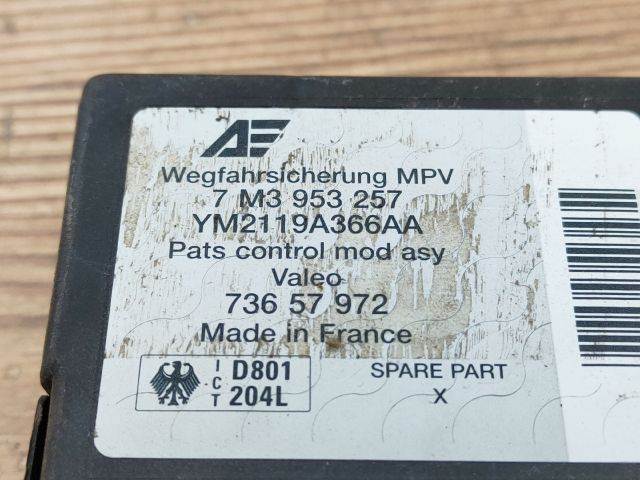 AE
Wegfahrsicherung MPV
7 M3 953 257
YM2119A366AA
Pats control mod asy
Valeo
736 57 972
Made in France
ICT D801 204L
SPARE PART
X